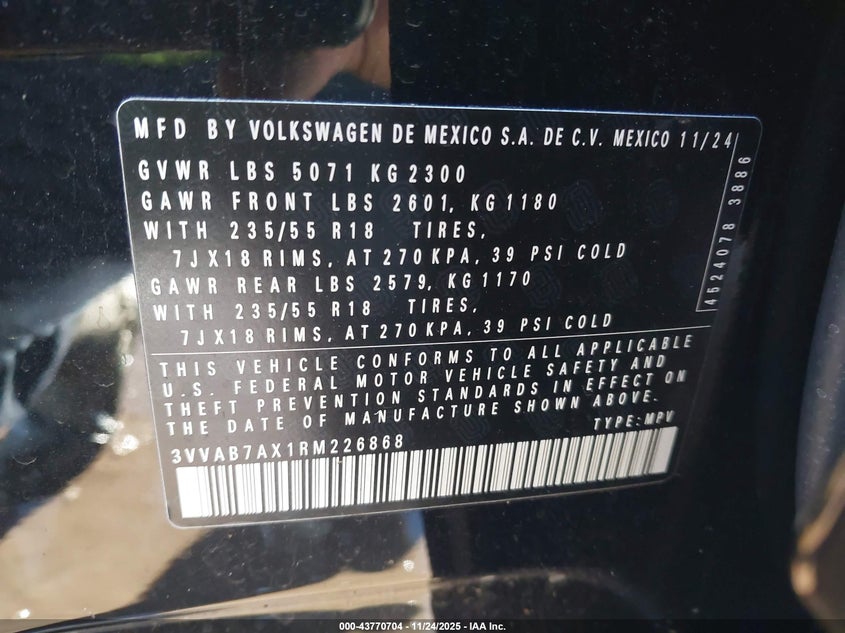 MFD BY VOLKSWAGEN DE MEXICO S.A. DE C.V. MEXICO 11/24
GVWR LBS 5071 KG 2300
GAWR FRONT LBS 2601, KG 1180
WITH 235/55 R18 TIRES,
7JX18 RIMS, AT 270 KPA, 39 PSI COLD
GAWR REAR LBS 2579, KG 1170
WITH 235/55 R18 TIRES,
7JX18 RIMS, AT 270 KPA, 39 PSI COLD
4524078 3886
THIS VEHICLE CONFORMS TO ALL APPLICABLE
U.S. FEDERAL MOTOR VEHICLE SAFETY AND
THEFT PREVENTION STANDARDS IN EFFECT ON
THE DATE OF MANUFACTURE SHOWN ABOVE.
TYPE: MPV
3VVAB7AX1RM226868
000-43770704 - 11/24/2025 - IAA Inc.